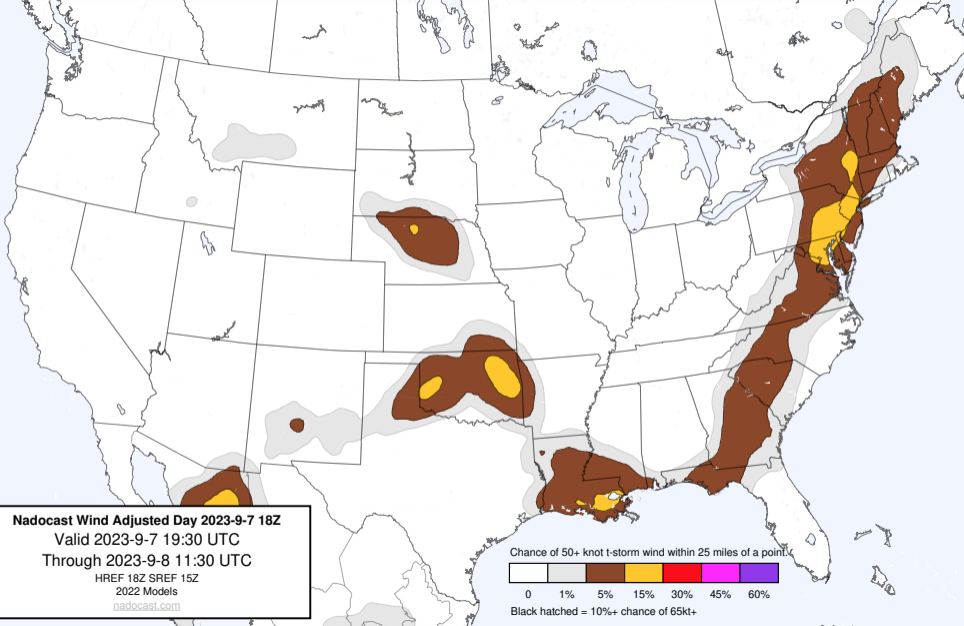 Nadocast Wind Adjusted Day 2023-9-7 18Z
Valid 2023-9-7 19:30 UTC
Through 2023-9-8 11:30 UTC
HREF 18Z SREF 15Z
2022 Models
nadocast.com
Chance of 50+ knot t-storm wind within 25 miles of a point.
0 1% 5% 15% 30% 45% 60%
Black hatched = 10%+ chance of 65kt+